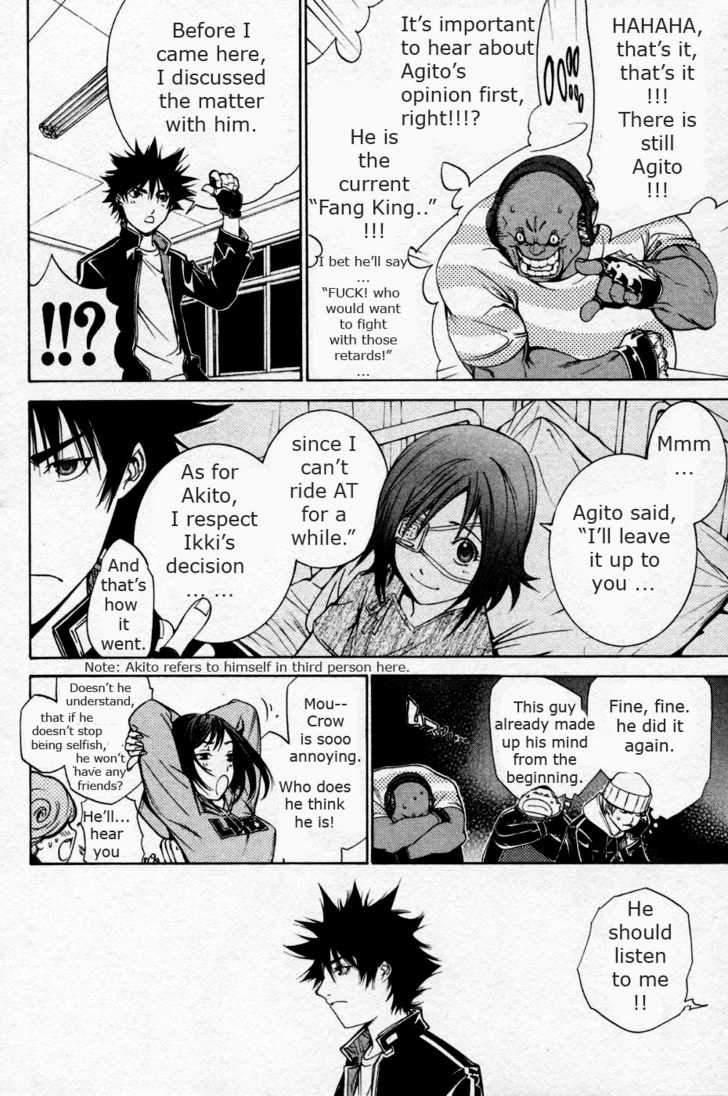 HAHAHA,
that's it,
that's it
!!!
There is
still
Agito
!!!
It's important
to hear about
Agito's
opinion first,
right!!!?
He is
the
current
"Fang King.."
!!!
I bet he'll say
...
"FUCK! who
would want
to fight
with those
retards!"
...
Before I
came here,
I discussed
the matter
with him.
!!?
Mmm
...
Agito said,
"I'll leave
it up to
you ...
since I
can't
ride AT
for a
while."
As for
Akito,
I respect
Ikki's
decision
... ...
And
that's
how
it
went.
Note: Akito refers to himself in third person here.
Fine, fine.
he did it
again.
This guy
already made
up his mind
from the
beginning.
Mou--
Crow
is sooo
annoying.
Who does
he think
he is!
Doesn't he
understand,
that if he
doesn't stop
being selfish,
he won't
have any
friends?
He'll...
hear
you
He
should
listen
to me
!!